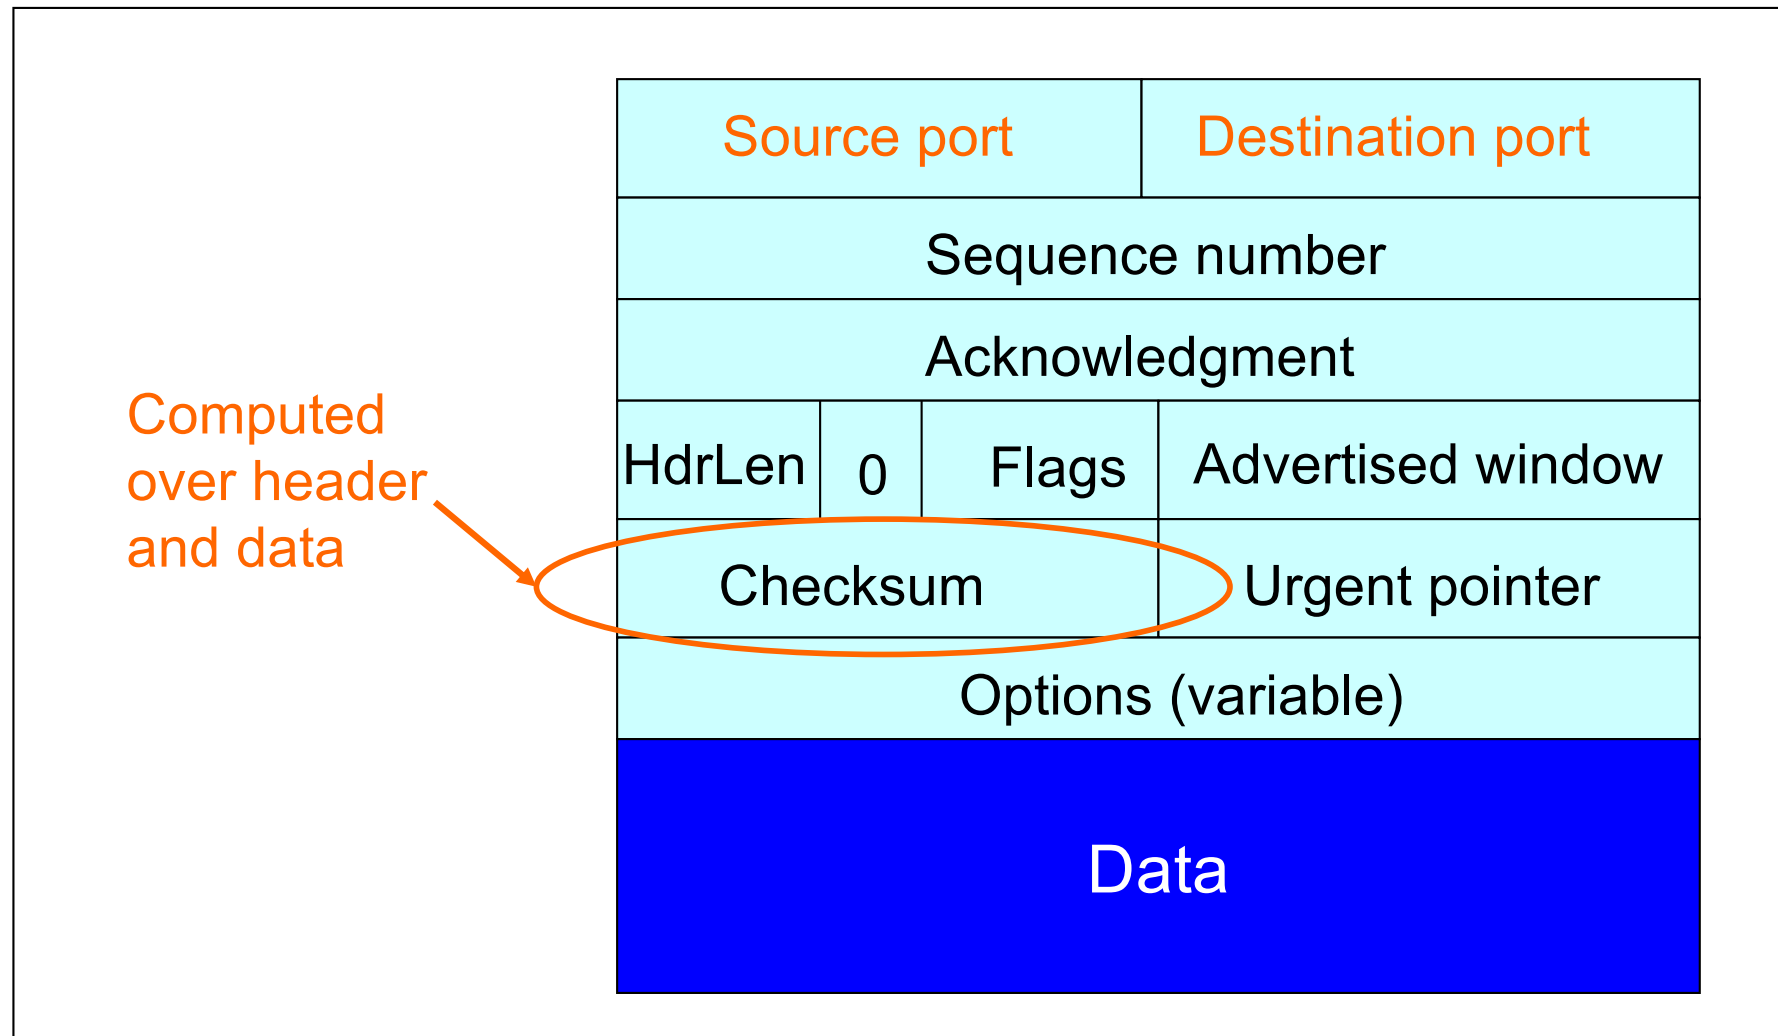 Source port
Destination port
Sequence number
Acknowledgment
Computed
over header
and data
HdrLen
0
Flags
Advertised window
Checksum
Urgent pointer
Options (variable)
Data